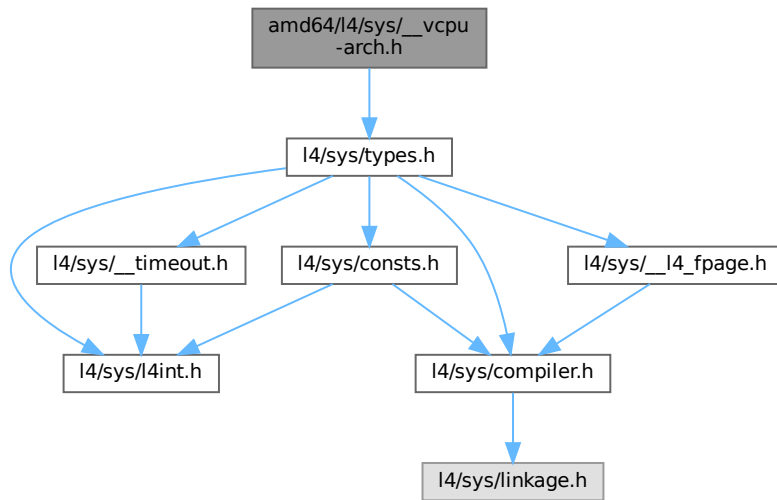 amd64/l4/sys/__vcpu
-arch.h
l4/sys/types.h
l4/sys/__timeout.h
l4/sys/consts.h
l4/sys/__l4_fpage.h
l4/sys/l4int.h
l4/sys/compiler.h
l4/sys/linkage.h